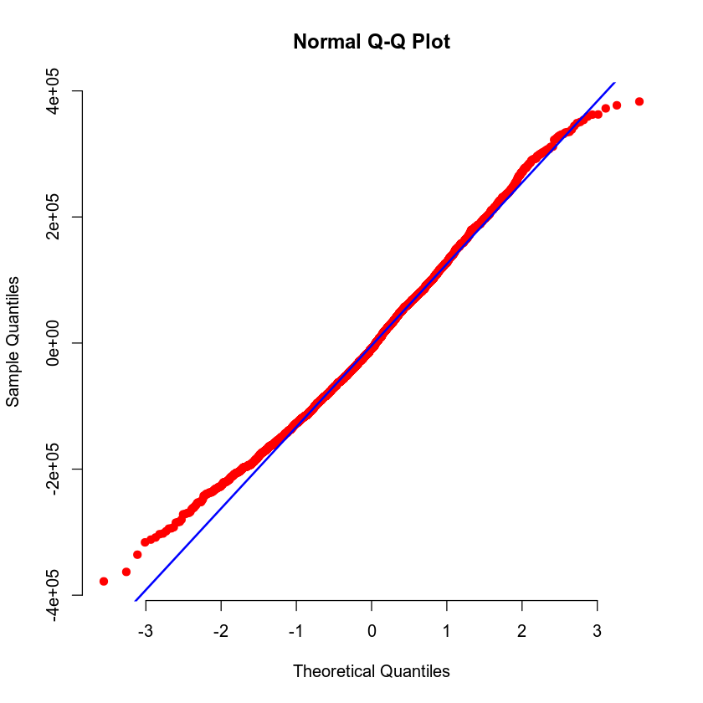 Normal Q-Q Plot
4e+05
2e+05
0e+00
-2e+05
-4e+05
Sample Quantiles
-3 -2 -1 0 1 2 3
Theoretical Quantiles